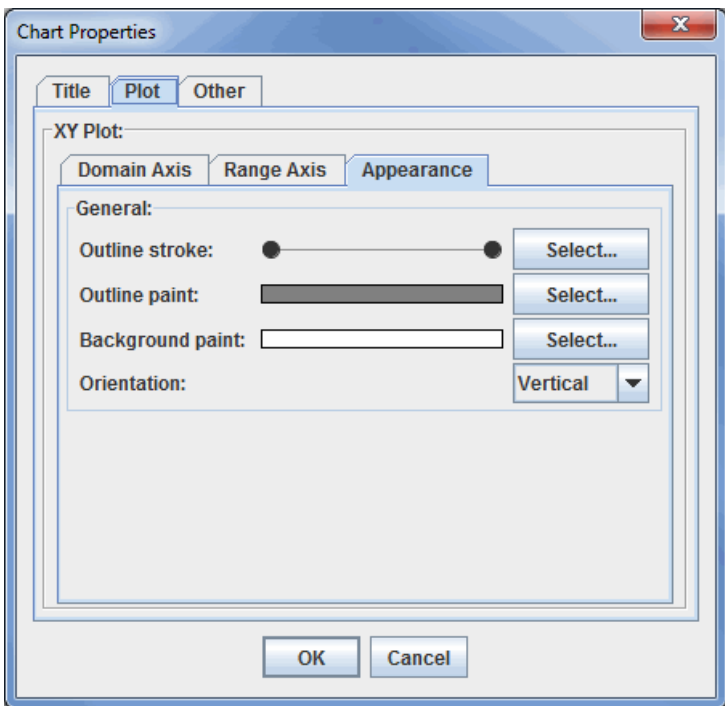 Chart Properties
X
Title Plot Other
XY Plot:
Domain Axis Range Axis Appearance
General:
Outline stroke: Select...
Outline paint: Select...
Background paint: Select...
Orientation: Vertical
OK Cancel